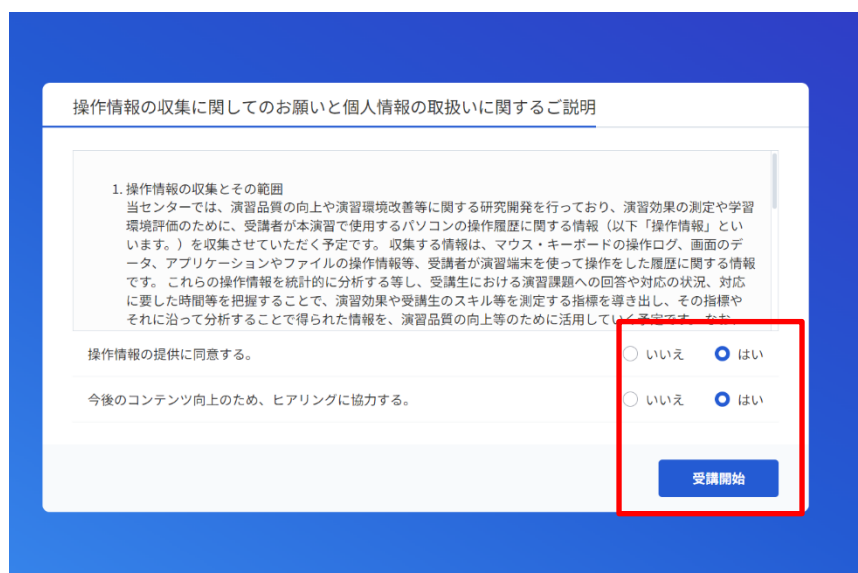 操作情報の収集に関してのお願いと個人情報の取扱いに関するご説明
1. 操作情報の収集とその範囲
当センターでは、演習品質の向上や演習環境改善等に関する研究開発を行っており、演習効果の測定や学習
環境評価のために、受講者が本演習で使用するパソコンの操作履歴に関する情報（以下「操作情報」とい
います。）を収集させていただく予定です。 収集する情報は、マウス・キーボードの操作ログ、画面のデ
ータ、アプリケーションやファイルの操作情報等、受講者が演習端末を使って操作をした履歴に関する情報
です。 これらの操作情報を統計的に分析する等し、受講生における演習課題への回答や対応の状況、対応
に要した時間等を把握することで、演習効果や受講生のスキル等を測定する指標を導き出し、その指標や
それに沿って分析することで得られた情報を、演習品質の向上等のために活用していく予定です。 なお、
操作情報の提供に同意する。 いいえ はい
今後のコンテンツ向上のため、ヒアリングに協力する。 いいえ はい
受講開始